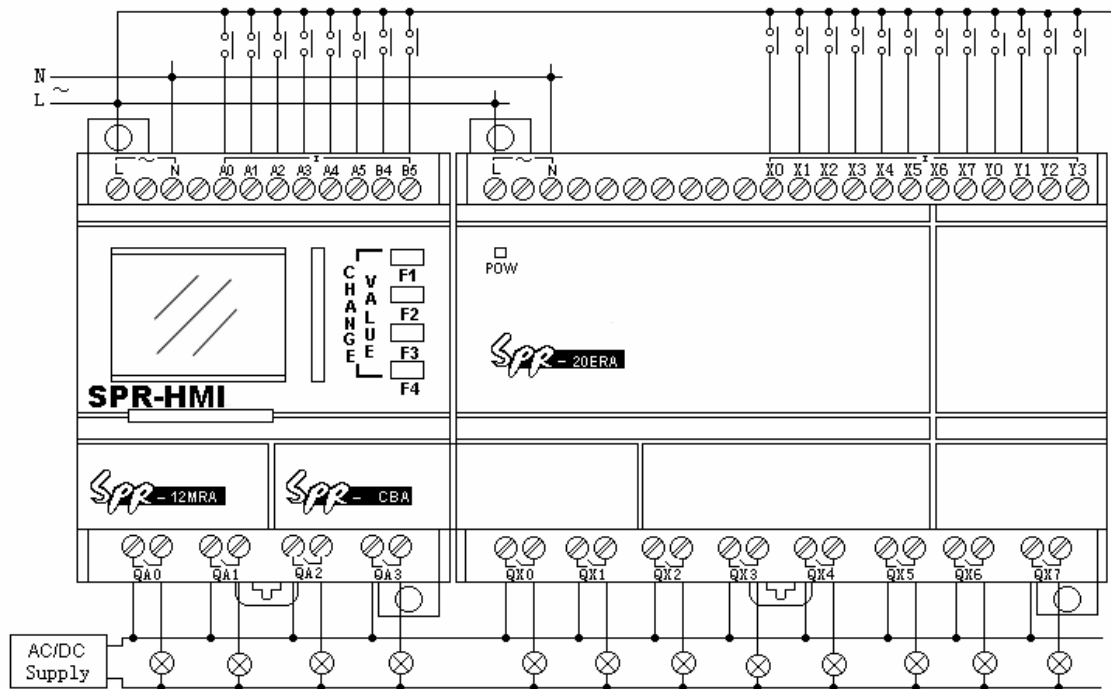 N
~
L
L ~ N A0 A1 A2 A3 A4 A5 B4 B5
I
L ~ N X0 X1 X2 X3 X4 X5 X6 X7 Y0 Y1 Y2 Y3
I
CHANGE
VALUE
F1
F2
F3
F4
SPR-HMI
POW
SPR - 20ERA
SPR - 12MRA
SPR - CBA
QA0 QA1 QA2 QA3
QX0 QX1 QX2 QX3 QX4 QX5 QX6 QX7
AC/DC
Supply